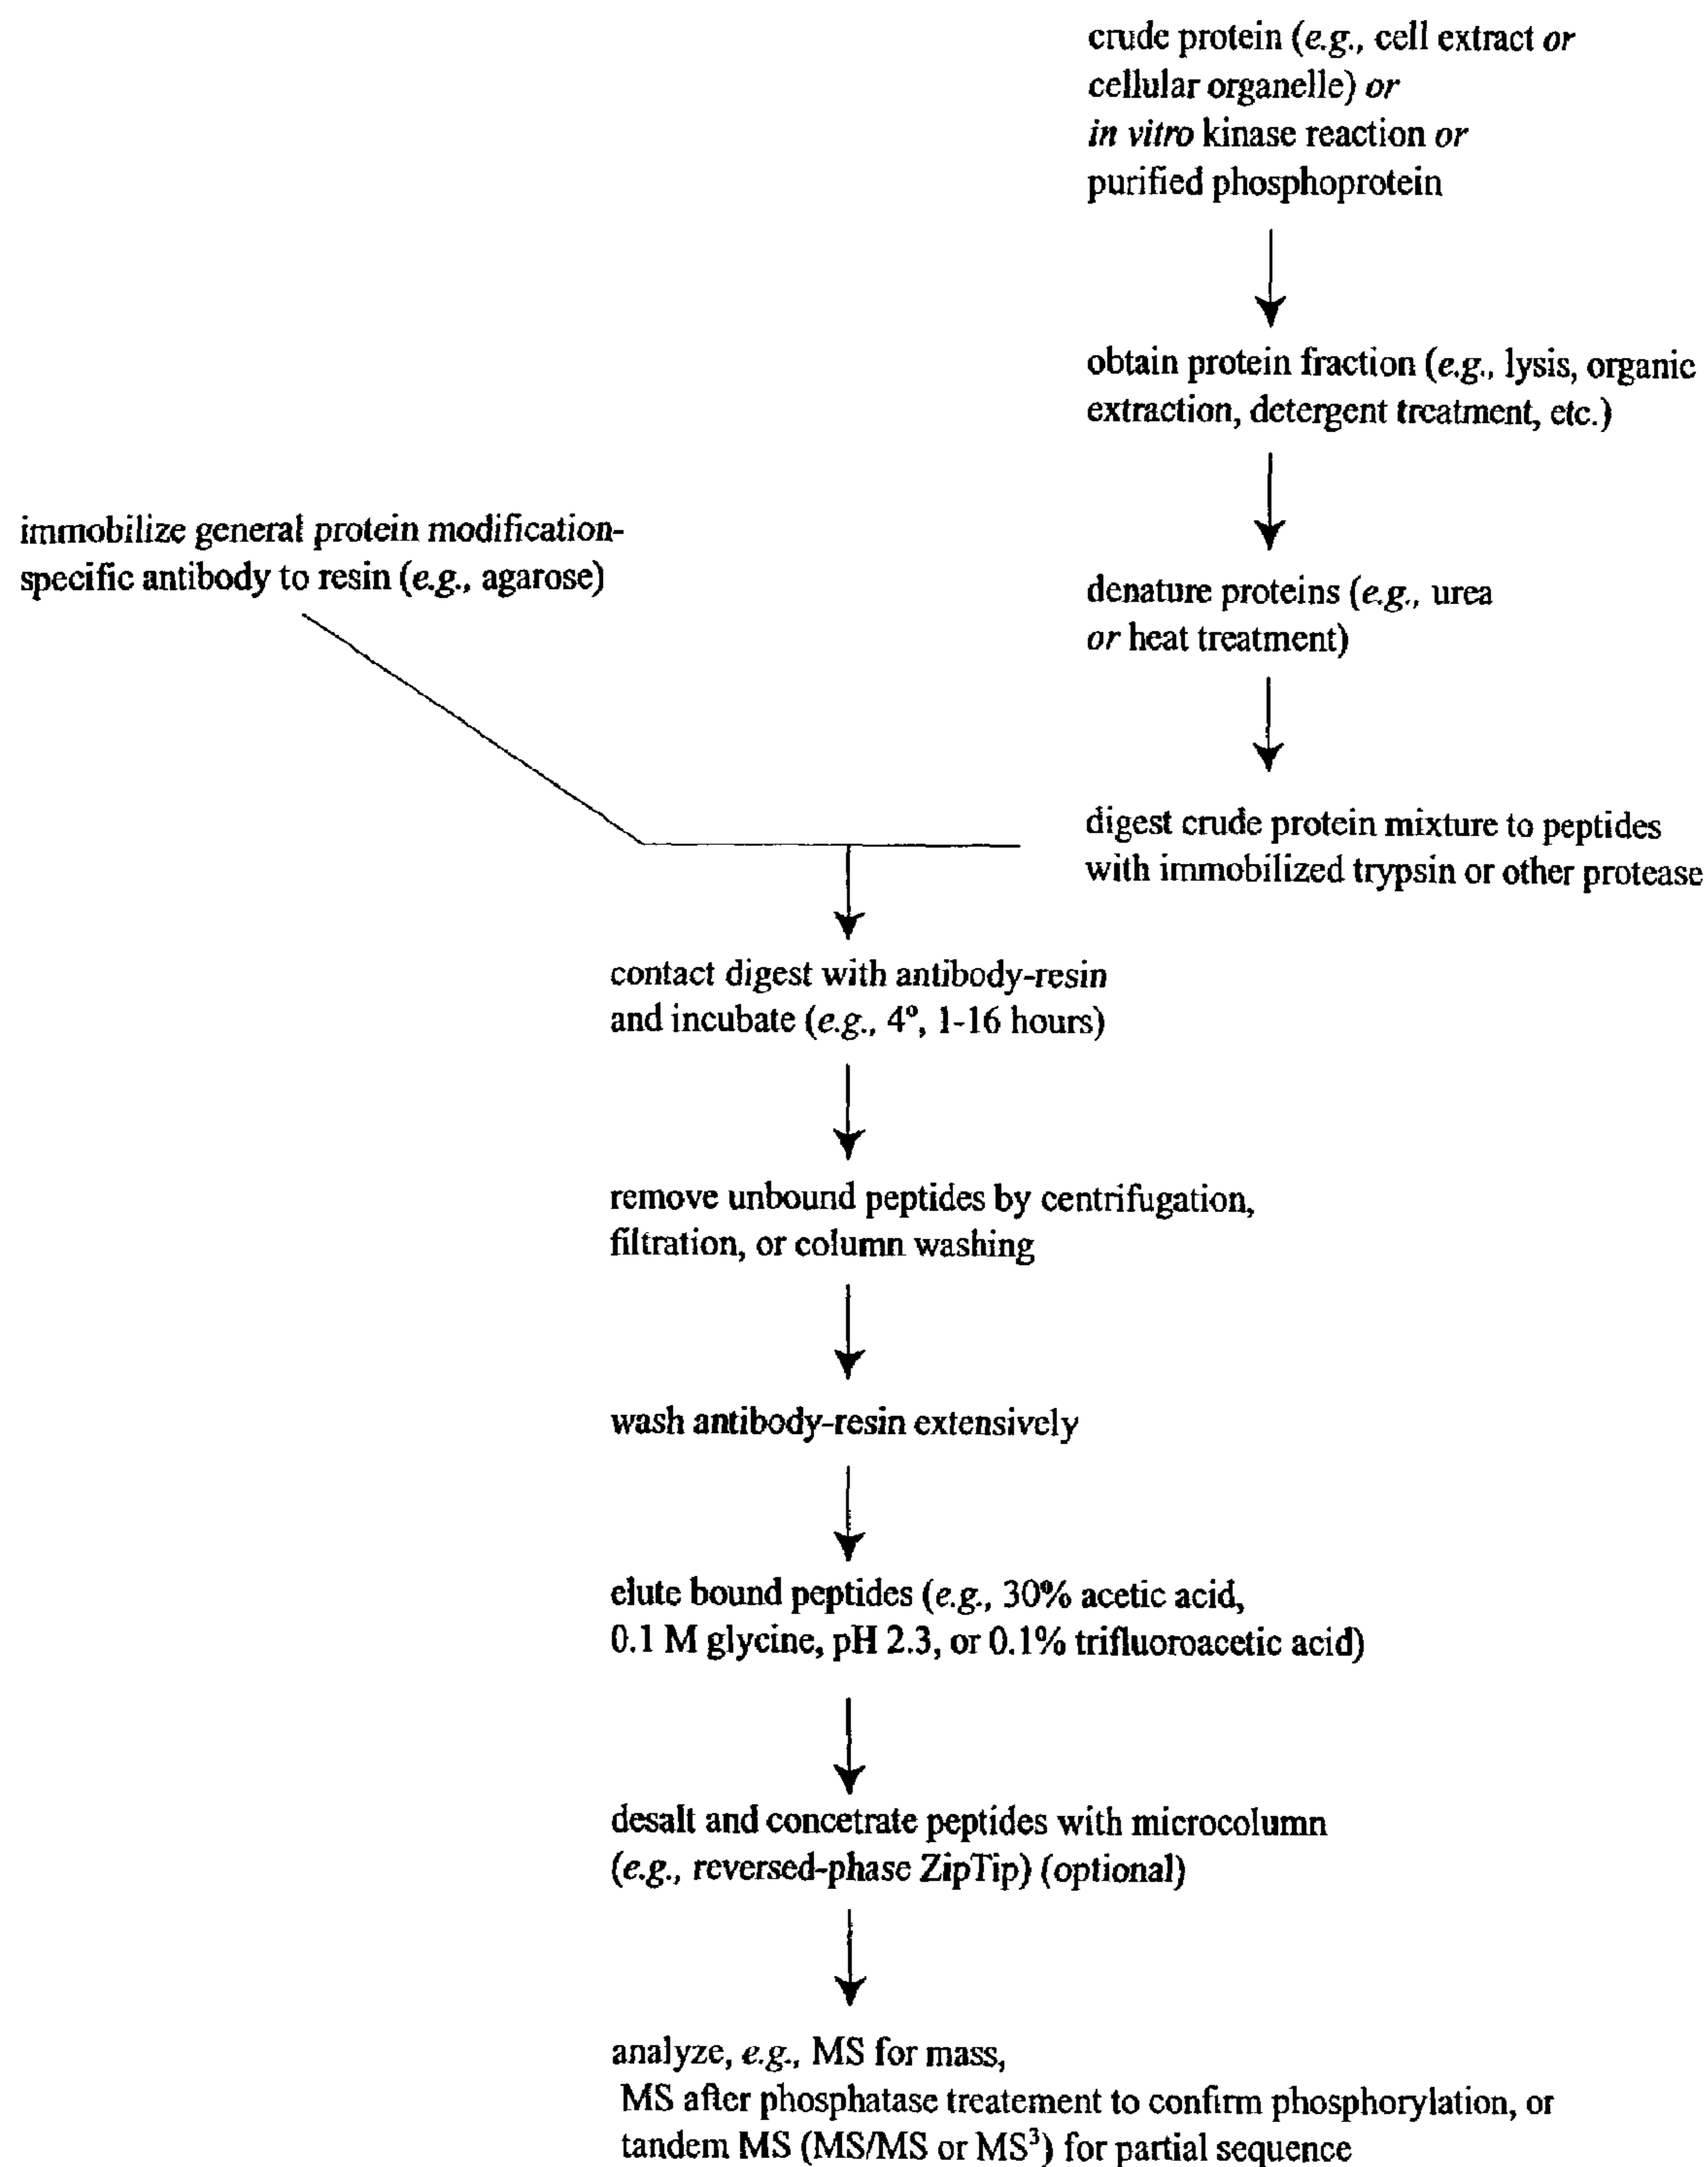 crude protein (e.g., cell extract or
cellular organelle) or
in vitro kinase reaction or
purified phosphoprotein
obtain protein fraction (e.g., lysis, organic
extraction, detergent treatment, etc.)
immobilize general protein modification-
specific antibody to resin (e.g., agarose)
denature proteins (e.g., urea
or heat treatment)
digest crude protein mixture to peptides
with immobilized trypsin or other protease
contact digest with antibody-resin
and incubate (e.g., 4°, 1-16 hours)
remove unbound peptides by centrifugation,
filtration, or column washing
wash antibody-resin extensively
elute bound peptides (e.g., 30% acetic acid,
0.1 M glycine, pH 2.3, or 0.1% trifluoroacetic acid)
desalt and concetrate peptides with microcolumn
(e.g., reversed-phase ZipTip) (optional)
analyze, e.g., MS for mass,
MS after phosphatase treatement to confirm phosphorylation, or
tandem MS (MS/MS or MS³) for partial sequence